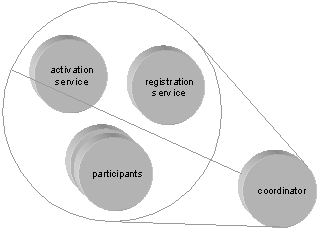 activation
service
registration
service
participants
coordinator